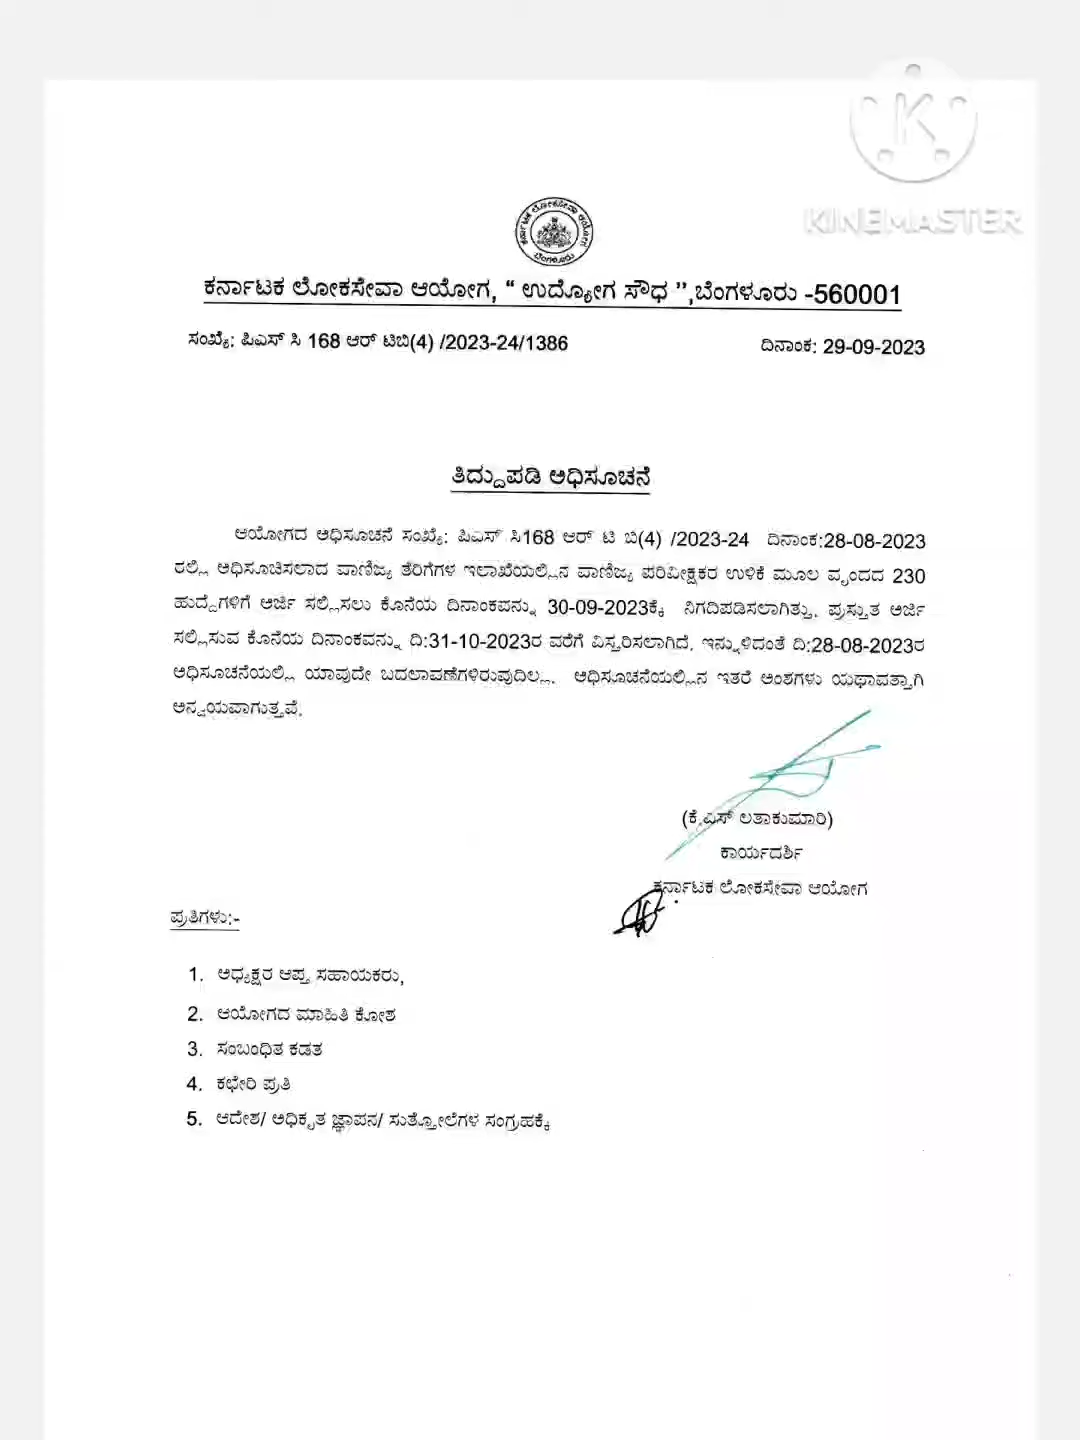 KINEMASTER
ಕರ್ನಾಟಕ ಲೋಕಸೇವಾ ಆಯೋಗ
ಬೆಂಗಳೂರು
ಕರ್ನಾಟಕ ಲೋಕಸೇವಾ ಆಯೋಗ, “ ಉದ್ಯೋಗ ಸೌಧ ”,ಬೆಂಗಳೂರು -560001
ಸಂಖ್ಯೆ: ಪಿಎಸ್ ಸಿ 168 ಆರ್ ಟಿಬಿ(4) /2023-24/1386 ದಿನಾಂಕ: 29-09-2023
ತಿದ್ದುಪಡಿ ಅಧಿಸೂಚನೆ
ಆಯೋಗದ ಅಧಿಸೂಚನೆ ಸಂಖ್ಯೆ: ಪಿಎಸ್ ಸಿ168 ಆರ್ ಟಿ ಬಿ(4) /2023-24 ದಿನಾಂಕ:28-08-2023
ರಲ್ಲಿ ಅಧಿಸೂಚಿಸಲಾದ ವಾಣಿಜ್ಯ ತೆರಿಗೆಗಳ ಇಲಾಖೆಯಲ್ಲಿನ ವಾಣಿಜ್ಯ ಪರಿವೀಕ್ಷಕರ ಉಳಿಕೆ ಮೂಲ ವೃಂದದ 230
ಹುದ್ದೆಗಳಿಗೆ ಅರ್ಜಿ ಸಲ್ಲಿಸಲು ಕೊನೆಯ ದಿನಾಂಕವನ್ನು 30-09-2023ಕ್ಕೆ ನಿಗದಿಪಡಿಸಲಾಗಿತ್ತು. ಪ್ರಸ್ತುತ ಅರ್ಜಿ
ಸಲ್ಲಿಸುವ ಕೊನೆಯ ದಿನಾಂಕವನ್ನು ದಿ:31-10-2023ರ ವರೆಗೆ ವಿಸ್ತರಿಸಲಾಗಿದೆ. ಇನ್ನುಳಿದಂತೆ ದಿ:28-08-2023ರ
ಅಧಿಸೂಚನೆಯಲ್ಲಿ ಯಾವುದೇ ಬದಲಾವಣೆಗಳಿರುವುದಿಲ್ಲ. ಅಧಿಸೂಚನೆಯಲ್ಲಿನ ಇತರೆ ಅಂಶಗಳು ಯಥಾವತ್ತಾಗಿ
ಅನ್ವಯವಾಗುತ್ತವೆ.
(ಕೆ.ಎಸ್ ಲತಾಕುಮಾರಿ)
ಕಾರ್ಯದರ್ಶಿ
ಕರ್ನಾಟಕ ಲೋಕಸೇವಾ ಆಯೋಗ
ಪ್ರತಿಗಳು:-
1. ಅಧ್ಯಕ್ಷರ ಆಪ್ತ ಸಹಾಯಕರು,
2. ಆಯೋಗದ ಮಾಹಿತಿ ಕೋಶ
3. ಸಂಬಂಧಿತ ಕಡತ
4. ಕಛೇರಿ ಪ್ರತಿ
5. ಆದೇಶ/ ಅಧಿಕೃತ ಜ್ಞಾಪನ/ ಸುತ್ತೋಲೆಗಳ ಸಂಗ್ರಹಕ್ಕೆ